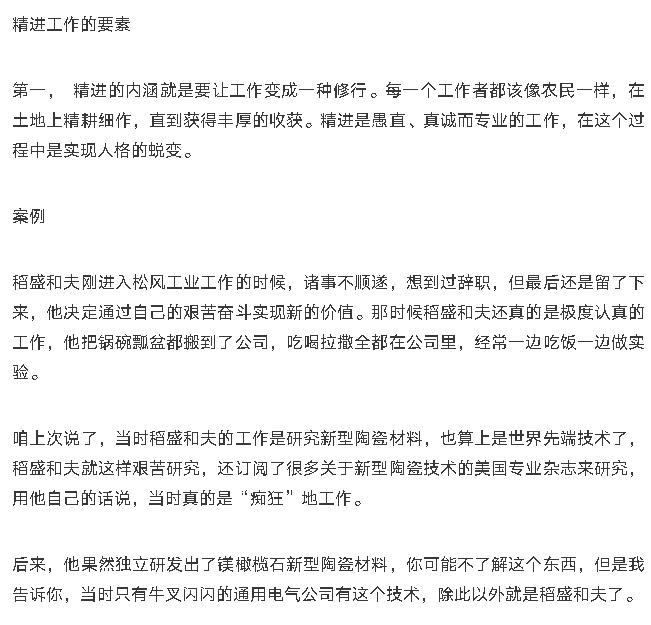 精进工作的要素
第一， 精进的内涵就是要让工作变成一种修行。每一个工作者都该像农民一样，在
土地上精耕细作，直到获得丰厚的收获。精进是愚直、真诚而专业的工作，在这个过
程中是实现人格的蜕变。
案例
稻盛和夫刚进入松风工业工作的时候，诸事不顺遂，想到过辞职，但最后还是留了下
来，他决定通过自己的艰苦奋斗实现新的价值。那时候稻盛和夫还真的是极度认真的
工作，他把锅碗瓢盆都搬到了公司，吃喝拉撒全都在公司里，经常一边吃饭一边做实
验。
咱上次说了，当时稻盛和夫的工作是研究新型陶瓷材料，也算上是世界先端技术了，
稻盛和夫就这样艰苦研究，还订阅了很多关于新型陶瓷技术的美国专业杂志来研究，
用他自己的话说，当时真的是“痴狂”地工作。
后来，他果然独立研发出了镁橄榄石新型陶瓷材料，你可能不了解这个东西，但是我
告诉你，当时只有牛叉闪闪的通用电气公司有这个技术，除此以外就是稻盛和夫了。